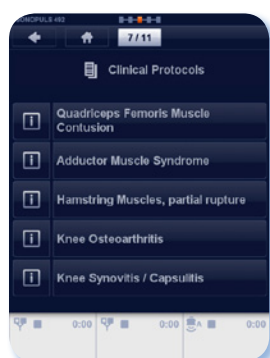 SONOPULS 492
7/11
Clinical Protocols
Quadriceps Femoris Muscle
Contusion
Adductor Muscle Syndrome
Hamstring Muscles, partial rupture
Knee Osteoarthritis
Knee Synovitis / Capsulitis
0:00 0:00 A 0:00